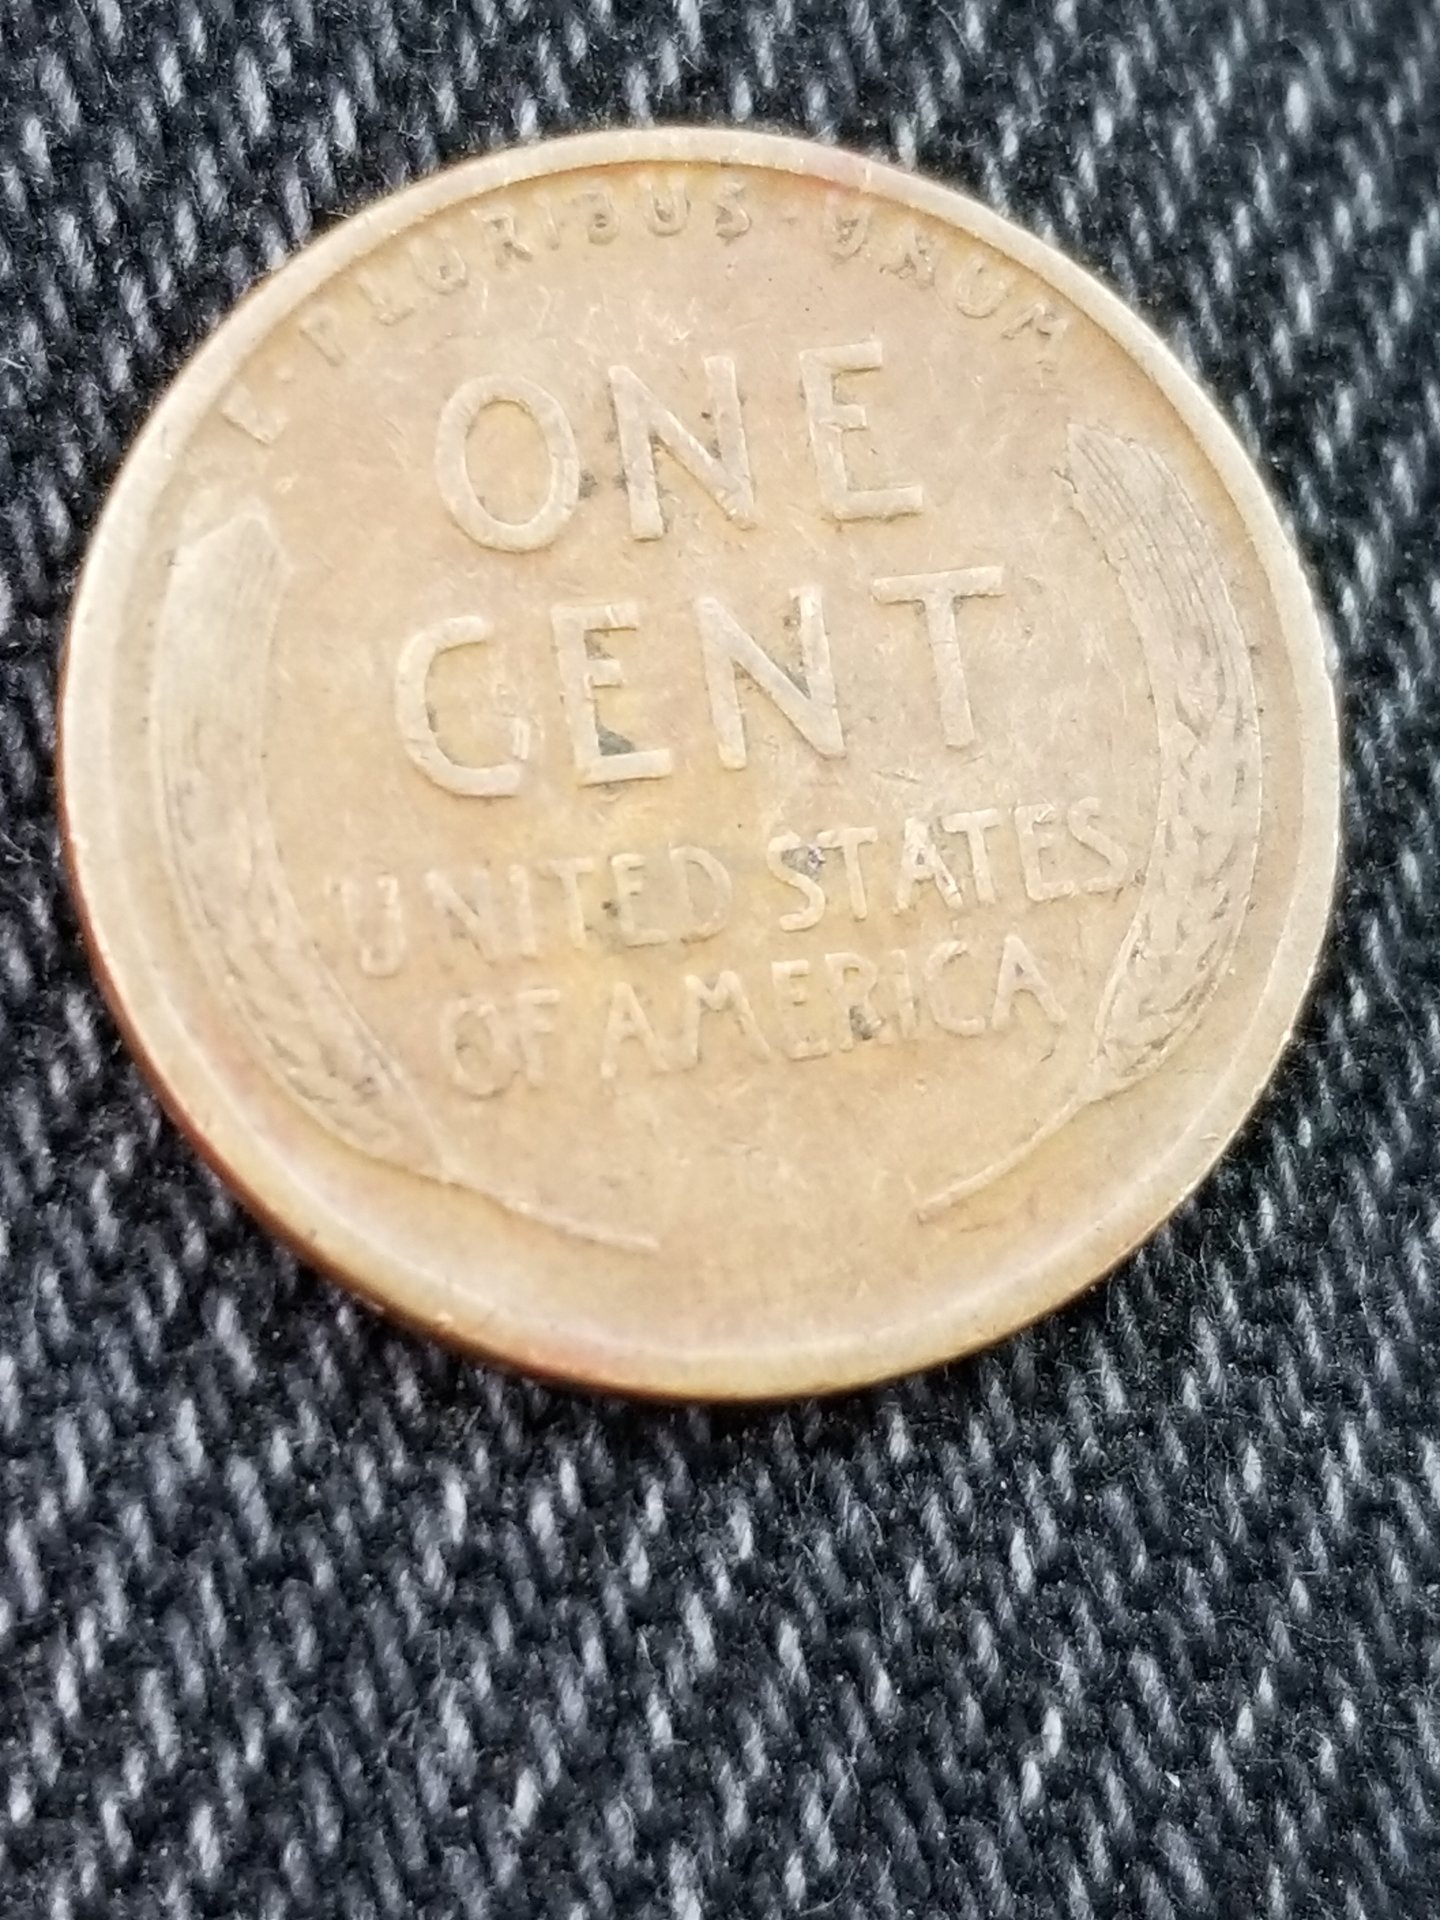 E·PLURIBUS·UNUM
ONE
CENT
UNITED STATES
OF AMERICA